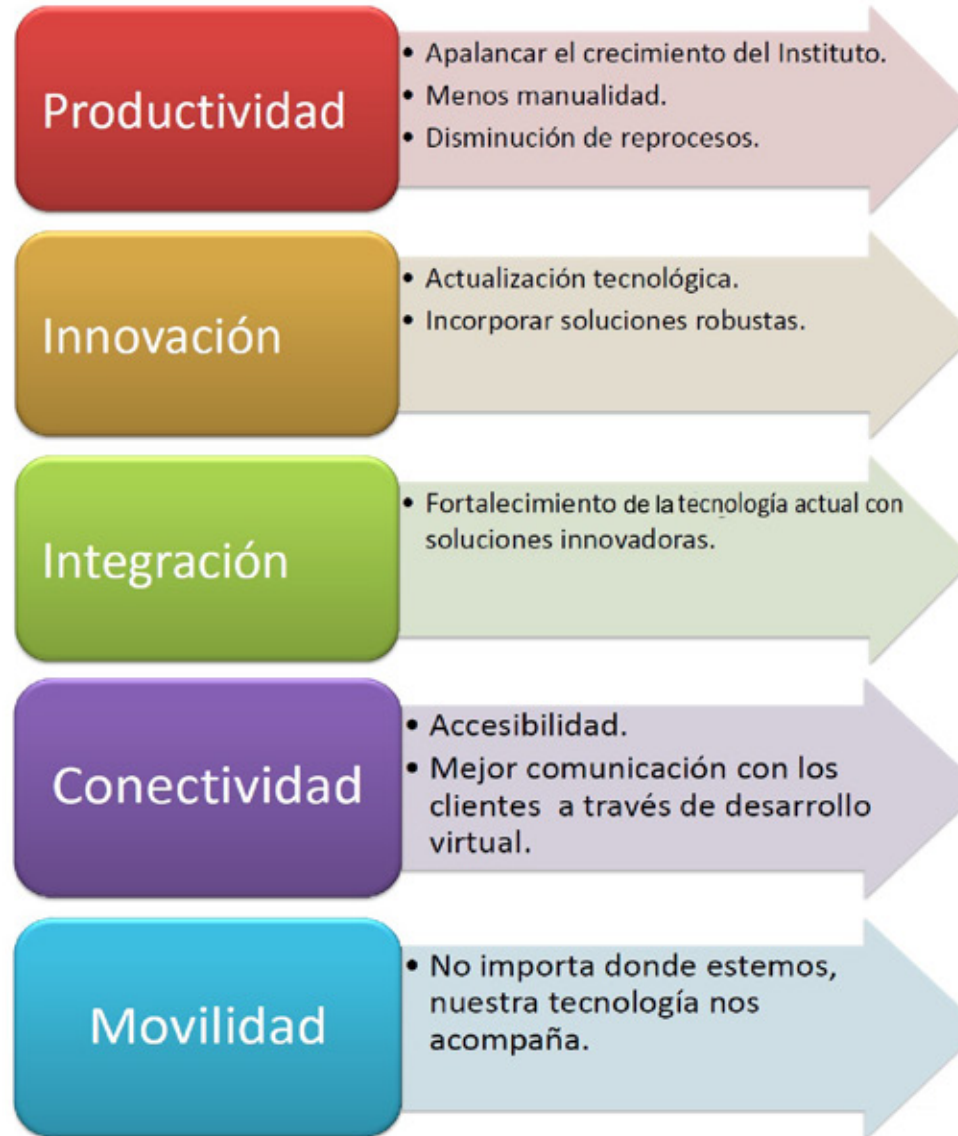 Productividad
• Apalancar el crecimiento del Instituto.
• Menos manualidad.
• Disminución de reprocesos.
Innovación
• Actualización tecnológica.
• Incorporar soluciones robustas.
Integración
• Fortalecimiento de la tecnología actual con
soluciones innovadoras.
Conectividad
• Accesibilidad.
• Mejor comunicación con los
clientes a través de desarrollo
virtual.
Movilidad
• No importa donde estemos,
nuestra tecnología nos
acompaña.